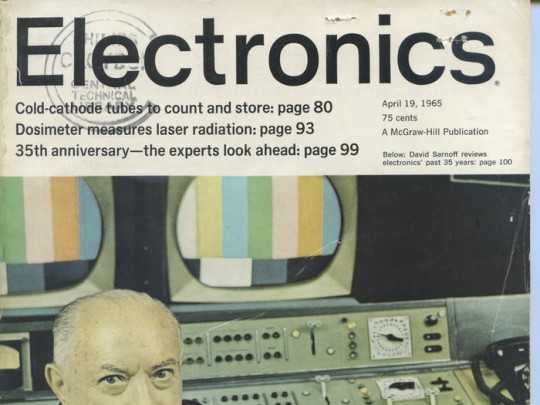 Electronics
Cold-cathode tubes to count and store: page 80
Dosimeter measures laser radiation: page 93
35th anniversary—the experts look ahead: page 99
April 19, 1965
75 cents
A McGraw-Hill Publication
Below: David Sarnoff reviews
electronics' past 35 years: page 100
CENTRAL
TECHNICAL